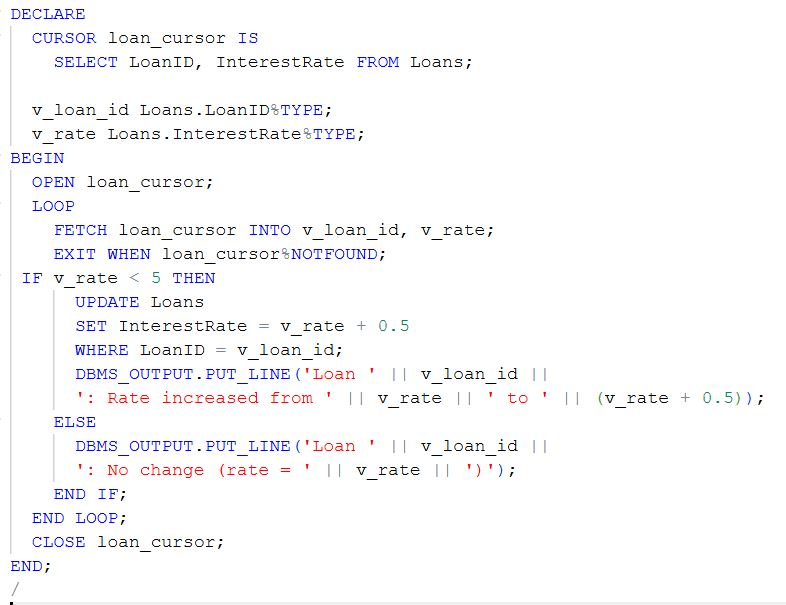 DECLARE
CURSOR loan_cursor IS
SELECT LoanID, InterestRate FROM Loans;
v_loan_id Loans.LoanID%TYPE;
v_rate Loans.InterestRate%TYPE;
BEGIN
OPEN loan_cursor;
LOOP
FETCH loan_cursor INTO v_loan_id, v_rate;
EXIT WHEN loan_cursor%NOTFOUND;
IF v_rate < 5 THEN
UPDATE Loans
SET InterestRate = v_rate + 0.5
WHERE LoanID = v_loan_id;
DBMS_OUTPUT.PUT_LINE('Loan ' || v_loan_id ||
': Rate increased from ' || v_rate || ' to ' || (v_rate + 0.5));
ELSE
DBMS_OUTPUT.PUT_LINE('Loan ' || v_loan_id ||
': No change (rate = ' || v_rate || ')');
END IF;
END LOOP;
CLOSE loan_cursor;
END;
/